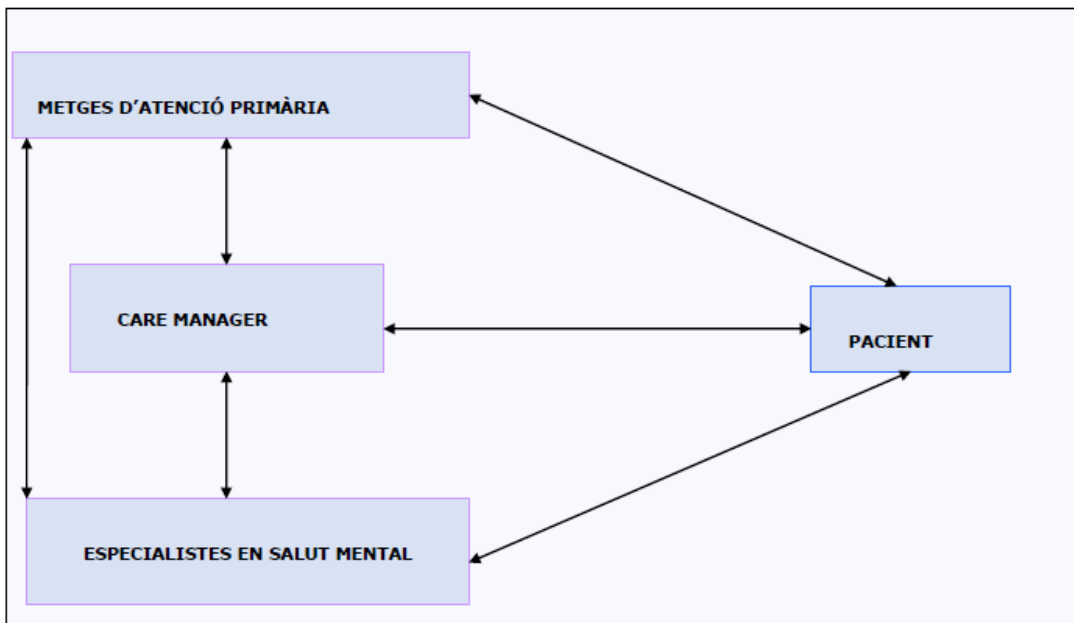 METGES D'ATENCIÓ PRIMÀRIA
CARE MANAGER
PACIENT
ESPECIALISTES EN SALUT MENTAL